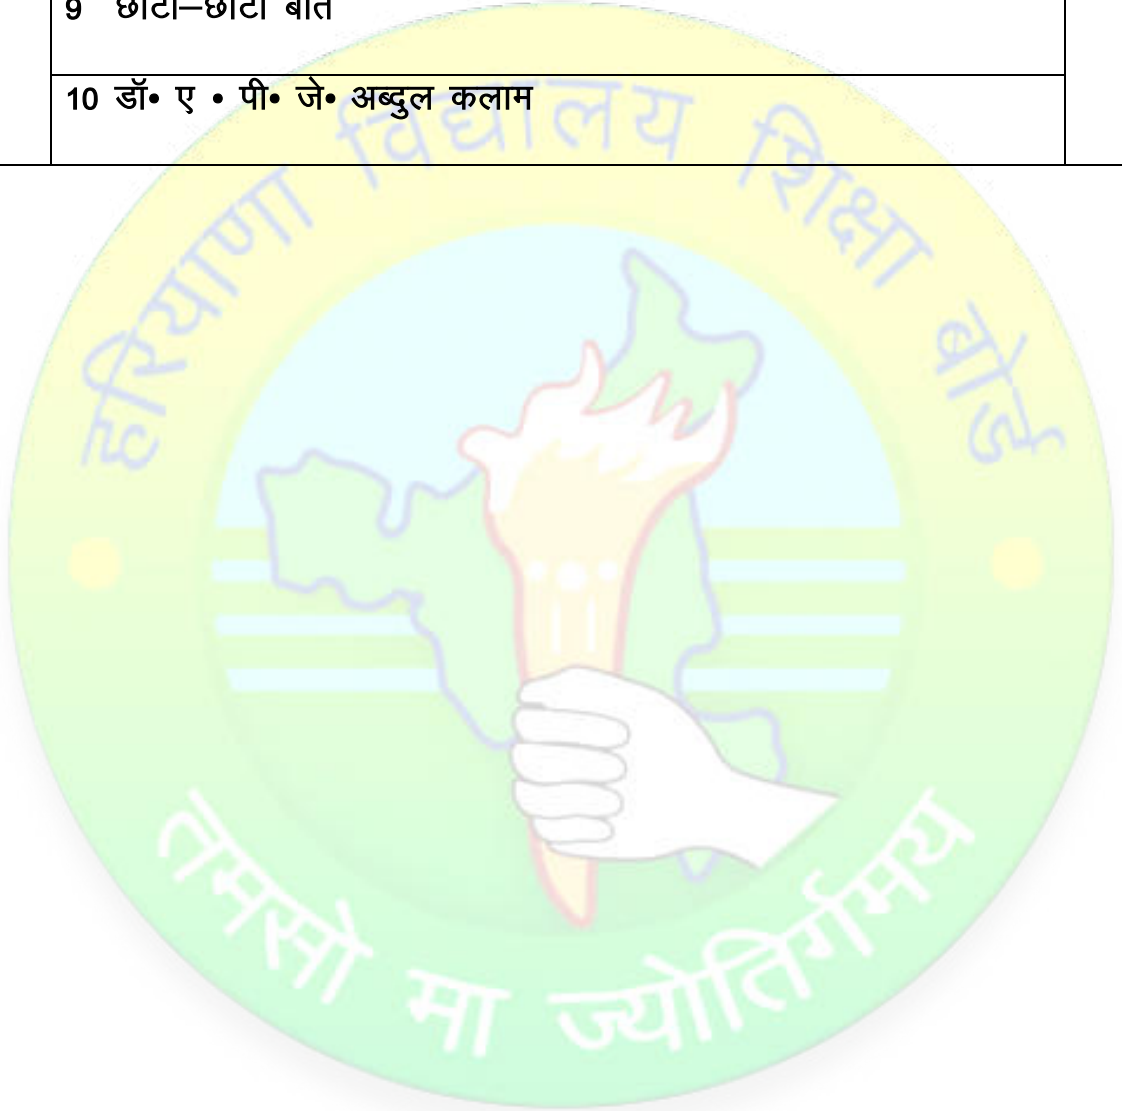 9 छोटी–छोटी बातें
10 डॉ• ए • पी• जे• अब्दुल कलाम
हरियाणा विद्यालय शिक्षा बोर्ड
तमसो मा ज्योतिर्गमय